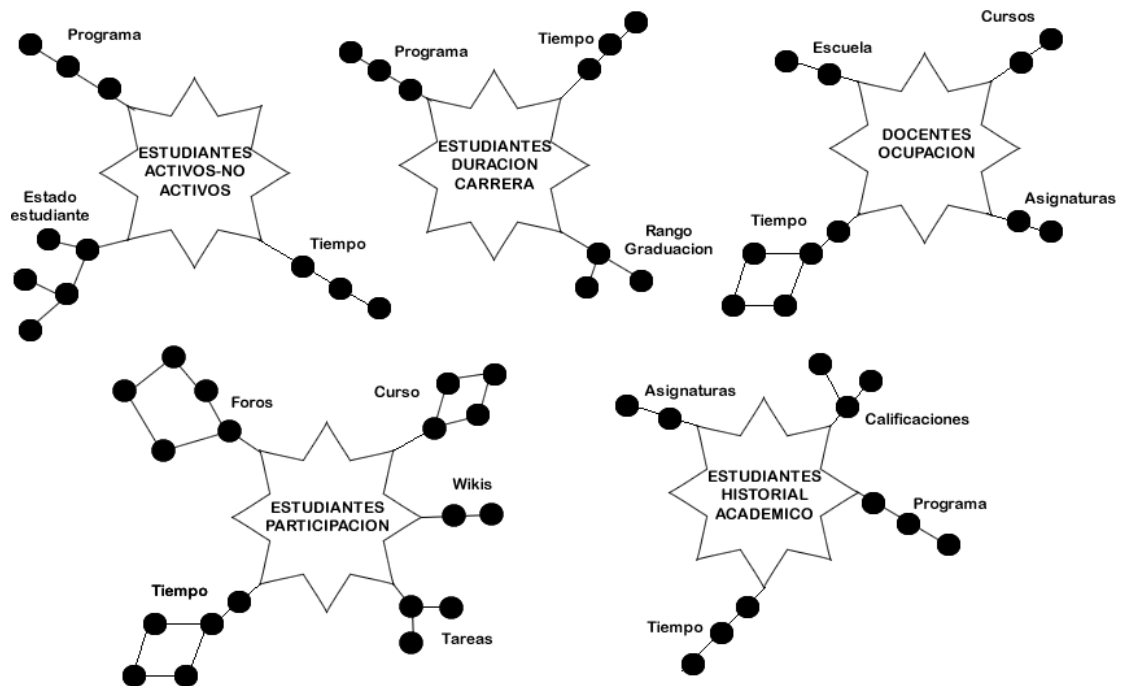 Programa
Estado
estudiante
ESTUDIANTES
ACTIVOS-NO
ACTIVOS
Tiempo
Programa
Tiempo
ESTUDIANTES
DURACION
CARRERA
Rango
Graduacion
Escuela
Cursos
DOCENTES
OCUPACION
Tiempo
Asignaturas
Foros
Curso
Wikis
ESTUDIANTES
PARTICIPACION
Tiempo
Tareas
Asignaturas
Calificaciones
ESTUDIANTES
HISTORIAL
ACADEMICO
Programa
Tiempo